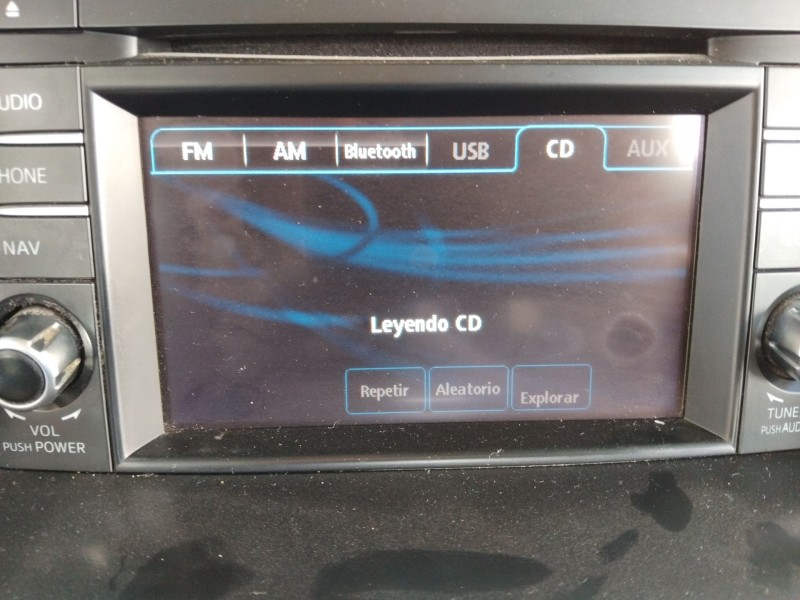 UDIO
HONE
NAV
VOL
PUSH POWER
FM AM Bluetooth USB CD AUX
Leyendo CD
Repetir Aleatorio Explorar
TUNE
PUSH AUD